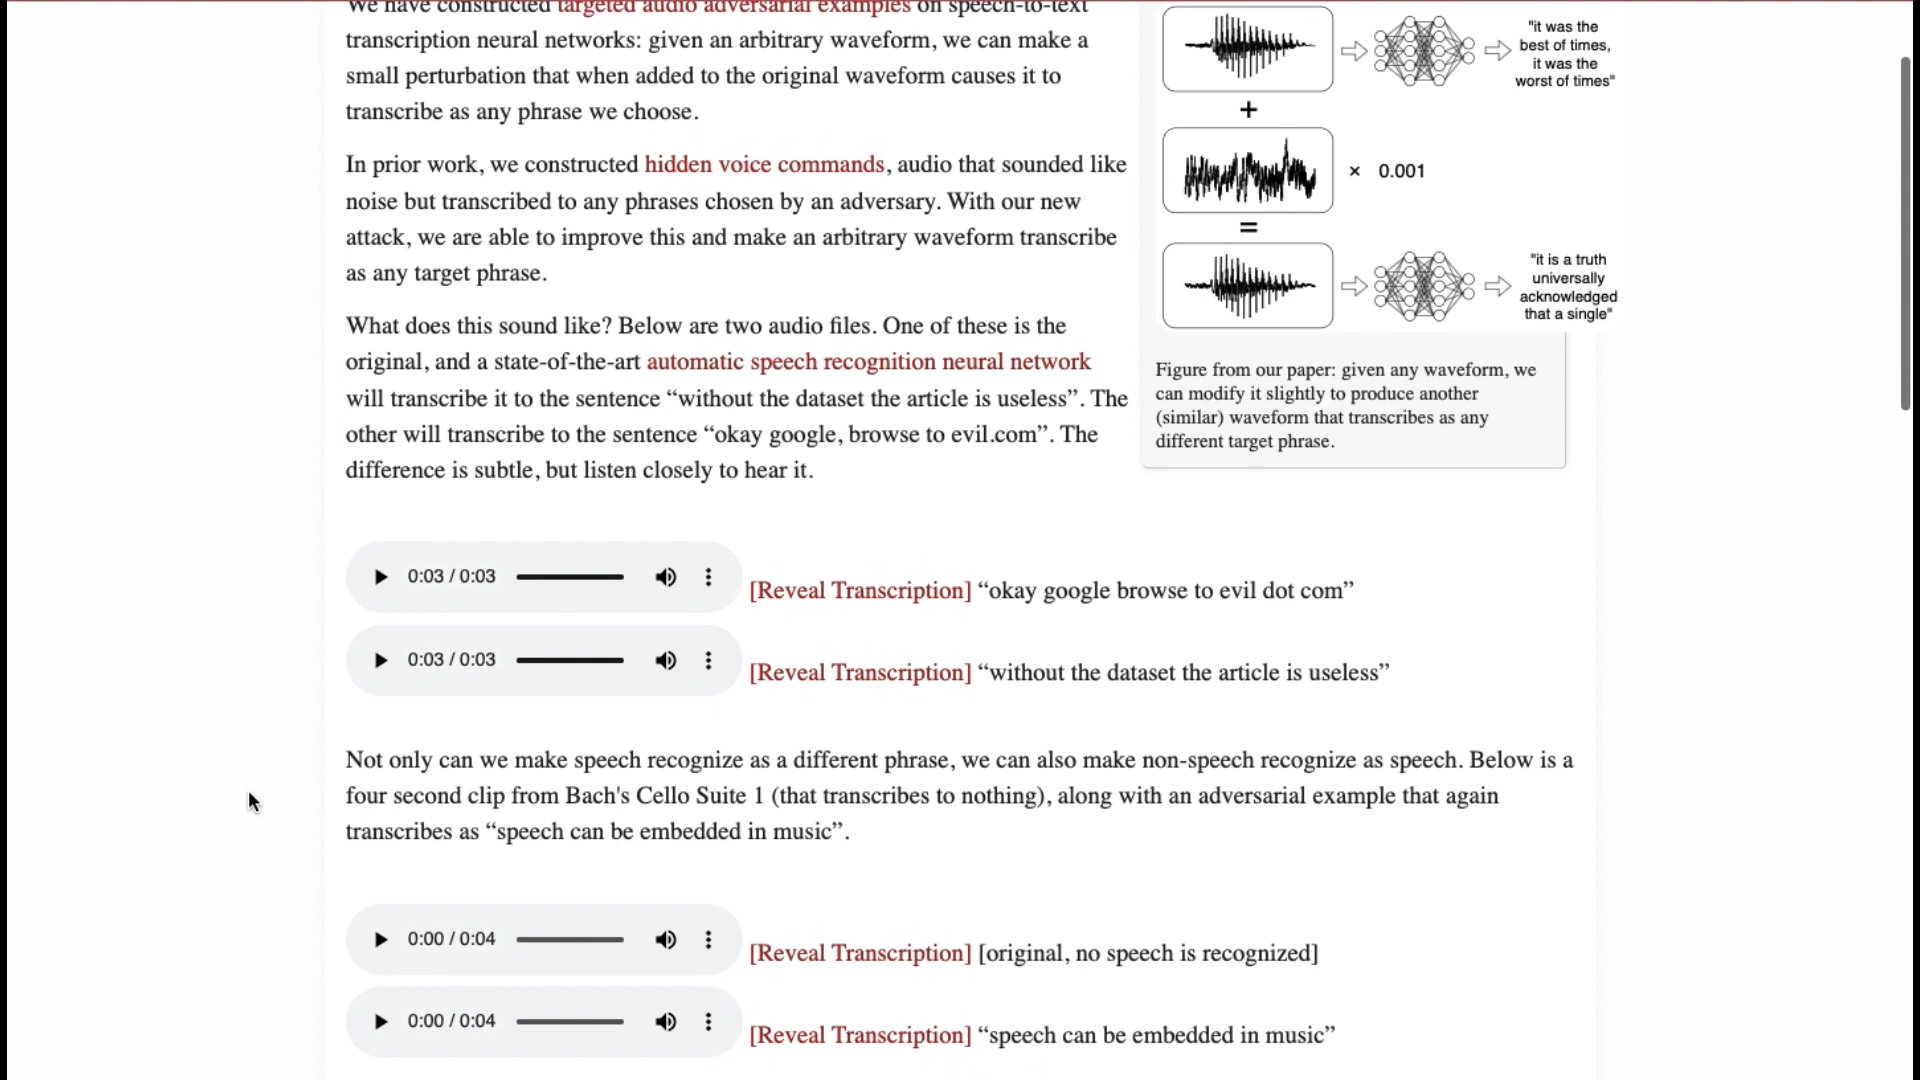 We have constructed targeted audio adversarial examples on speech-to-text
transcription neural networks: given an arbitrary waveform, we can make a
small perturbation that when added to the original waveform causes it to
transcribe as any phrase we choose.
In prior work, we constructed hidden voice commands, audio that sounded like
noise but transcribed to any phrases chosen by an adversary. With our new
attack, we are able to improve this and make an arbitrary waveform transcribe
as any target phrase.
What does this sound like? Below are two audio files. One of these is the
original, and a state-of-the-art automatic speech recognition neural network
will transcribe it to the sentence “without the dataset the article is useless”. The
other will transcribe to the sentence “okay google, browse to evil.com”. The
difference is subtle, but listen closely to hear it.
"it was the
best of times,
it was the
worst of times"
+
× 0.001
=
"it is a truth
universally
acknowledged
that a single"
Figure from our paper: given any waveform, we
can modify it slightly to produce another
(similar) waveform that transcribes as any
different target phrase.
0:03 / 0:03 [Reveal Transcription] “okay google browse to evil dot com”
0:03 / 0:03 [Reveal Transcription] “without the dataset the article is useless”
Not only can we make speech recognize as a different phrase, we can also make non-speech recognize as speech. Below is a
four second clip from Bach's Cello Suite 1 (that transcribes to nothing), along with an adversarial example that again
transcribes as “speech can be embedded in music”.
0:00 / 0:04 [Reveal Transcription] [original, no speech is recognized]
0:00 / 0:04 [Reveal Transcription] “speech can be embedded in music”